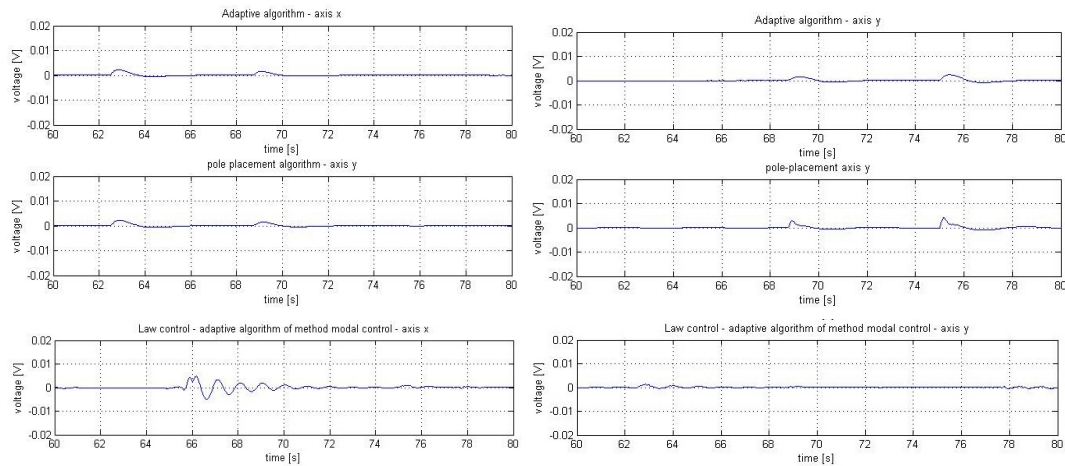 Adaptive algorithm - axis x
voltage [V]
0.02
0.01
0
-0.01
-0.02
60 62 64 66 68 70 72 74 76 78 80
time [s]
Adaptive algorithm - axis y
voltage [V]
0.02
0.01
0
-0.01
-0.02
60 62 64 66 68 70 72 74 76 78 80
time [s]
pole placement algorithm - axis y
voltage [V]
0.02
0.01
0
-0.01
-0.02
60 62 64 66 68 70 72 74 76 78 80
time [s]
pole-placement axis y
voltage [V]
0.02
0.01
0
-0.01
-0.02
60 62 64 66 68 70 72 74 76 78 80
time [s]
Law control - adaptive algorithm of method modal control - axis x
voltage [V]
0.02
0.01
0
-0.01
-0.02
60 62 64 66 68 70 72 74 76 78 80
time [s]
Law control - adaptive algorithm of method modal control - axis y
voltage [V]
0.02
0.01
0
-0.01
-0.02
60 62 64 66 68 70 72 74 76 78 80
time [s]